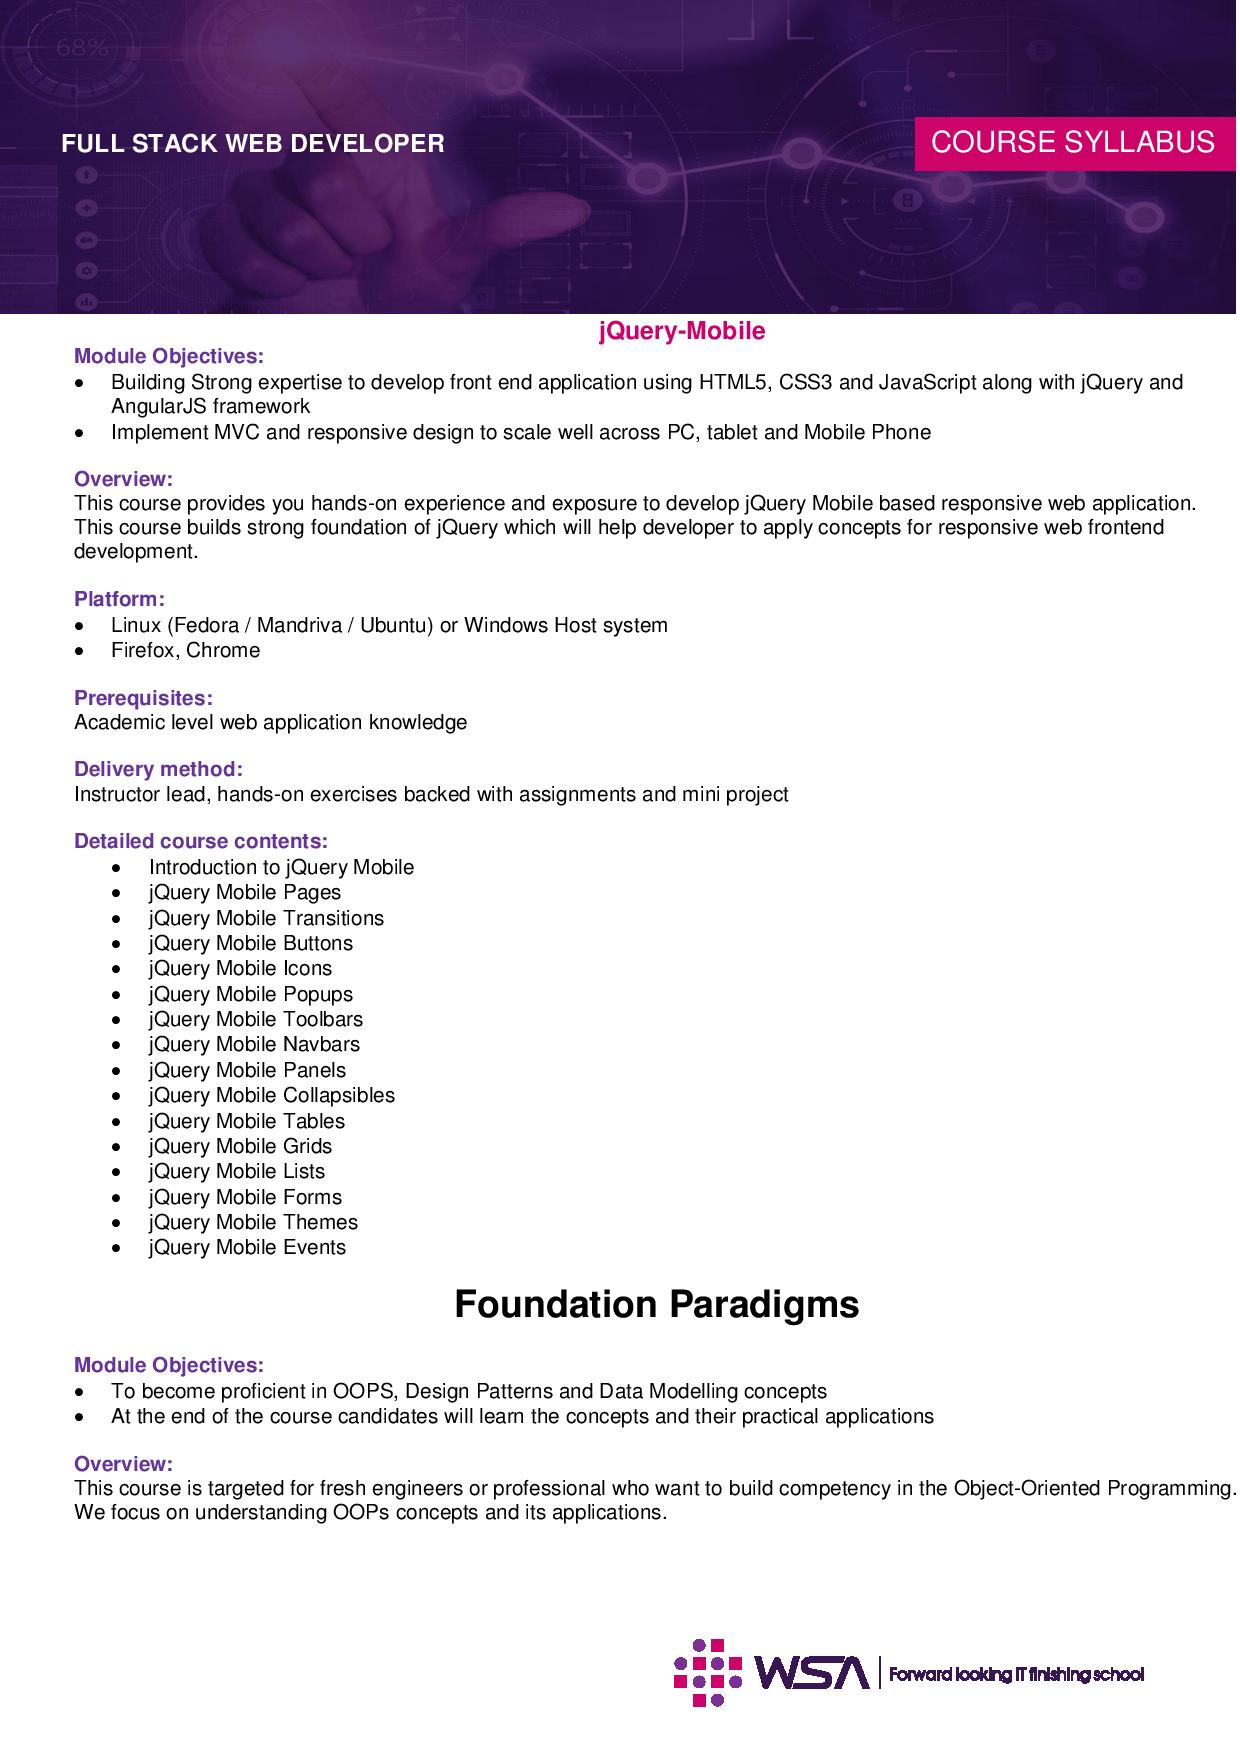 68%
FULL STACK WEB DEVELOPER
COURSE SYLLABUS
jQuery-Mobile
Module Objectives:
• Building Strong expertise to develop front end application using HTML5, CSS3 and JavaScript along with jQuery and
AngularJS framework
• Implement MVC and responsive design to scale well across PC, tablet and Mobile Phone
Overview:
This course provides you hands-on experience and exposure to develop jQuery Mobile based responsive web application.
This course builds strong foundation of jQuery which will help developer to apply concepts for responsive web frontend
development.
Platform:
• Linux (Fedora / Mandriva / Ubuntu) or Windows Host system
• Firefox, Chrome
Prerequisites:
Academic level web application knowledge
Delivery method:
Instructor lead, hands-on exercises backed with assignments and mini project
Detailed course contents:
• Introduction to jQuery Mobile
• jQuery Mobile Pages
• jQuery Mobile Transitions
• jQuery Mobile Buttons
• jQuery Mobile Icons
• jQuery Mobile Popups
• jQuery Mobile Toolbars
• jQuery Mobile Navbars
• jQuery Mobile Panels
• jQuery Mobile Collapsibles
• jQuery Mobile Tables
• jQuery Mobile Grids
• jQuery Mobile Lists
• jQuery Mobile Forms
• jQuery Mobile Themes
• jQuery Mobile Events
Foundation Paradigms
Module Objectives:
• To become proficient in OOPS, Design Patterns and Data Modelling concepts
• At the end of the course candidates will learn the concepts and their practical applications
Overview:
This course is targeted for fresh engineers or professional who want to build competency in the Object-Oriented Programming.
We focus on understanding OOPs concepts and its applications.
WSA Forward looking IT finishing school